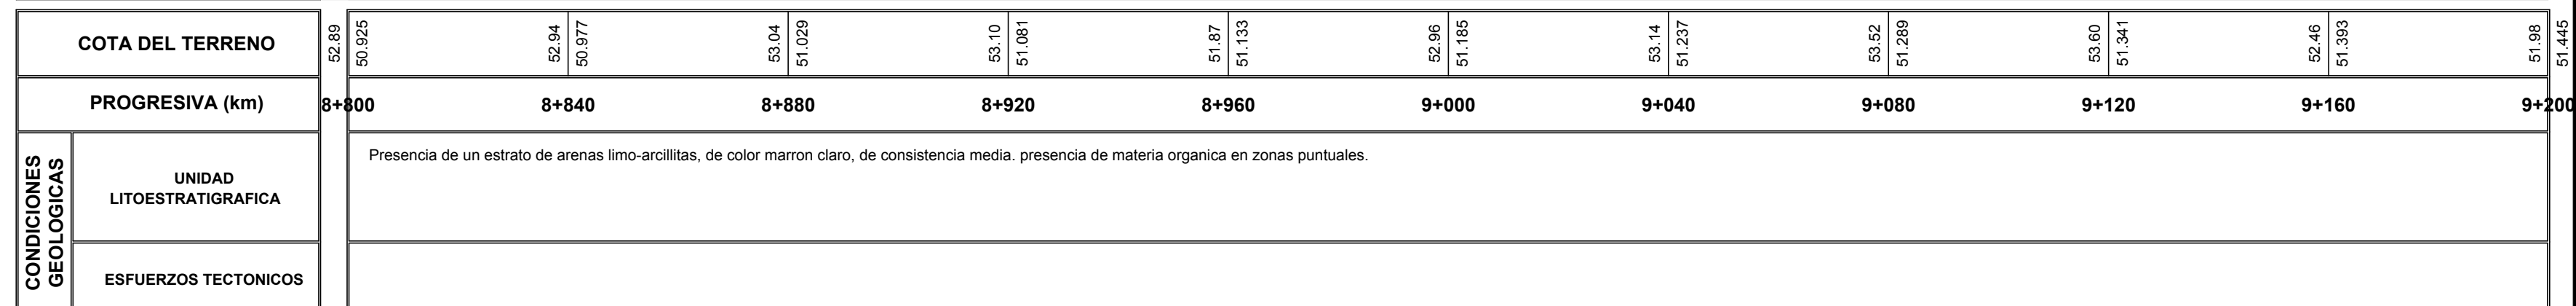 COTA DEL TERRENO
52.89 50.925 52.94 50.977 53.04 51.029 53.10 51.081 51.87 51.133 52.96 51.185 53.14 51.237 53.52 51.289 53.60 51.341 52.46 51.393 51.98 51.445
PROGRESIVA (km)
8+800 8+840 8+880 8+920 8+960 9+000 9+040 9+080 9+120 9+160 9+200
CONDICIONES
GEOLOGICAS
UNIDAD
LITOESTRATIGRAFICA
Presencia de un estrato de arenas limo-arcillitas, de color marron claro, de consistencia media. presencia de materia organica en zonas puntuales.
ESFUERZOS TECTONICOS